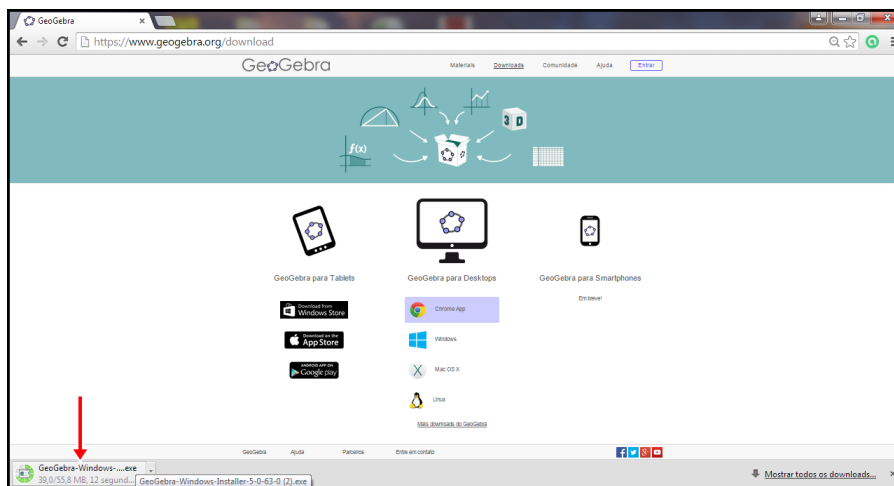 GeoGebra
https://www.geogebra.org/download
GeoGebra
Materiais Downloads Comunidade Ajuda Entrar
f(x)
3 D
GeoGebra para Tablets
GeoGebra para Desktops
GeoGebra para Smartphones
Download from
Windows Store
Download on the
App Store
ANDROID APP ON
Google play
Chrome App
Windows
Mac OS X
Linux
Mais downloads do GeoGebra
Em breve!
GeoGebra Ajuda Parceiros Entre em contato
GeoGebra-Windows-....exe
39,0/55,8 MB, 12 segund...
GeoGebra-Windows-Installer-5-0-63-0 (2).exe
Mostrar todos os downloads...